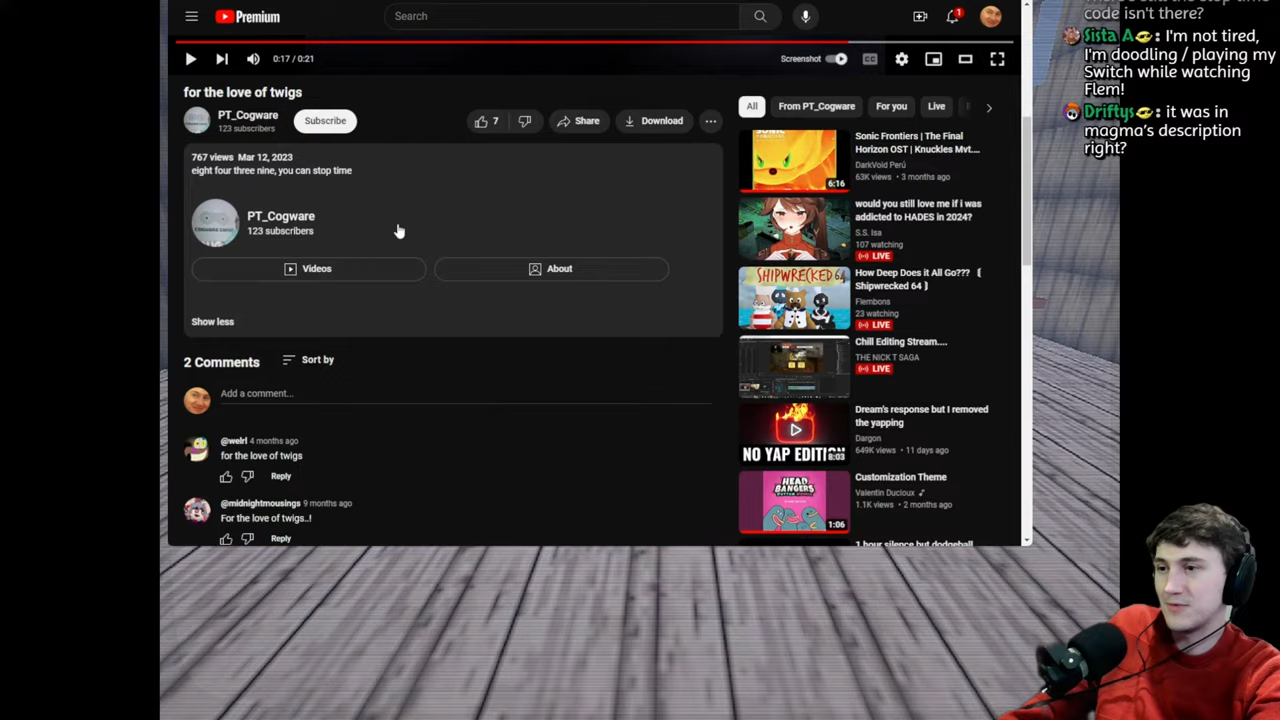 Premium
Search
1
code isn't there?
Sista A: I'm not tired,
I'm doodling / playing my
Switch while watching
Flem!
Driftys: it was in
magma's description
right?
0:17 / 0:21
Screenshot
CC
for the love of twigs
PT_Cogware
123 subscribers
Subscribe
7
Share
Download
767 views Mar 12, 2023
eight four three nine, you can stop time
PT_Cogware
123 subscribers
Videos
About
Show less
2 Comments
Sort by
Add a comment...
@welrl 4 months ago
for the love of twigs
Reply
@midnightmousings 9 months ago
For the love of twigs..!
Reply
All
From PT_Cogware
For you
Live
6:16
Sonic Frontiers | The Final
Horizon OST | Knuckles Mvt...
DarkVoid Perú
63K views • 3 months ago
would you still love me if i was
addicted to HADES in 2024?
S.S. Isa
107 watching
LIVE
SHIPWRECKED 64
How Deep Does it All Go??? 〔
Shipwrecked 64 〕
Flembons
23 watching
LIVE
Chill Editing Stream....
THE NICK T SAGA
LIVE
NO YAP EDITION
8:03
Dream's response but I removed
the yapping
Dargon
649K views • 11 days ago
HEAD
BANGERS
1:06
Customization Theme
Valentin Ducloux
1.1K views • 2 months ago
1 hour silence but dodgeball